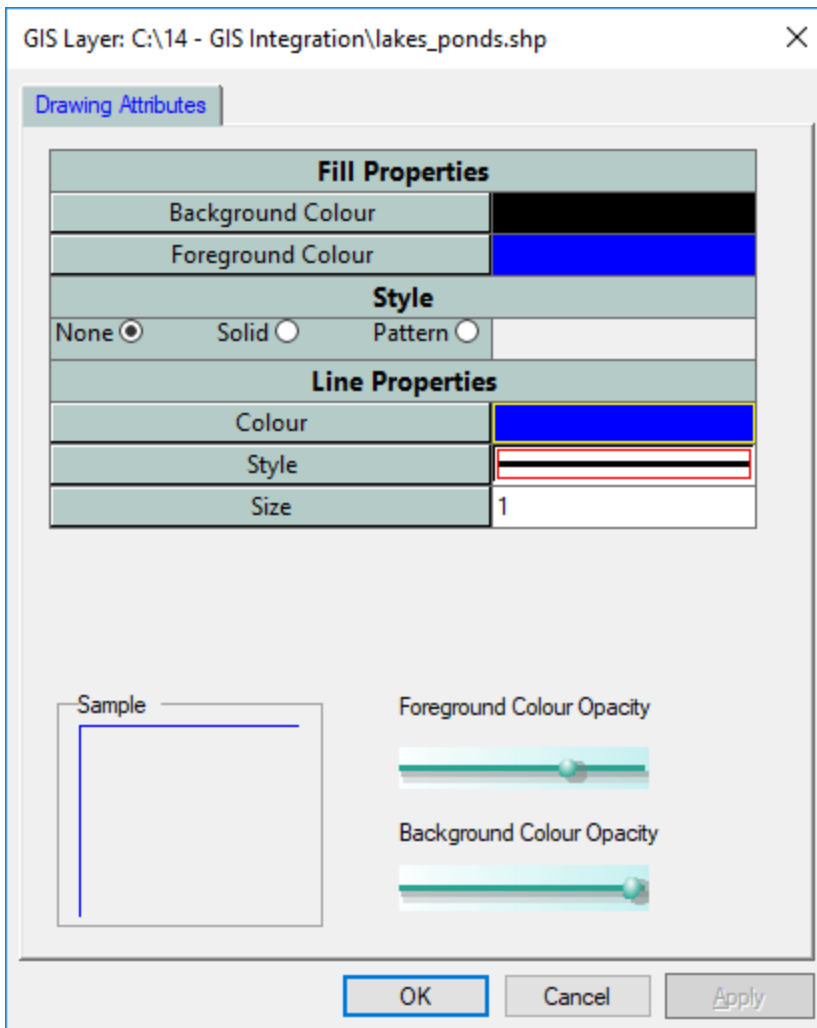 GIS Layer: C:\14 - GIS Integration\lakes_ponds.shp
Drawing Attributes
Fill Properties
Background Colour
Foreground Colour
Style
None Solid Pattern
Line Properties
Colour
Style
Size 1
Sample
Foreground Colour Opacity
Background Colour Opacity
OK Cancel Apply